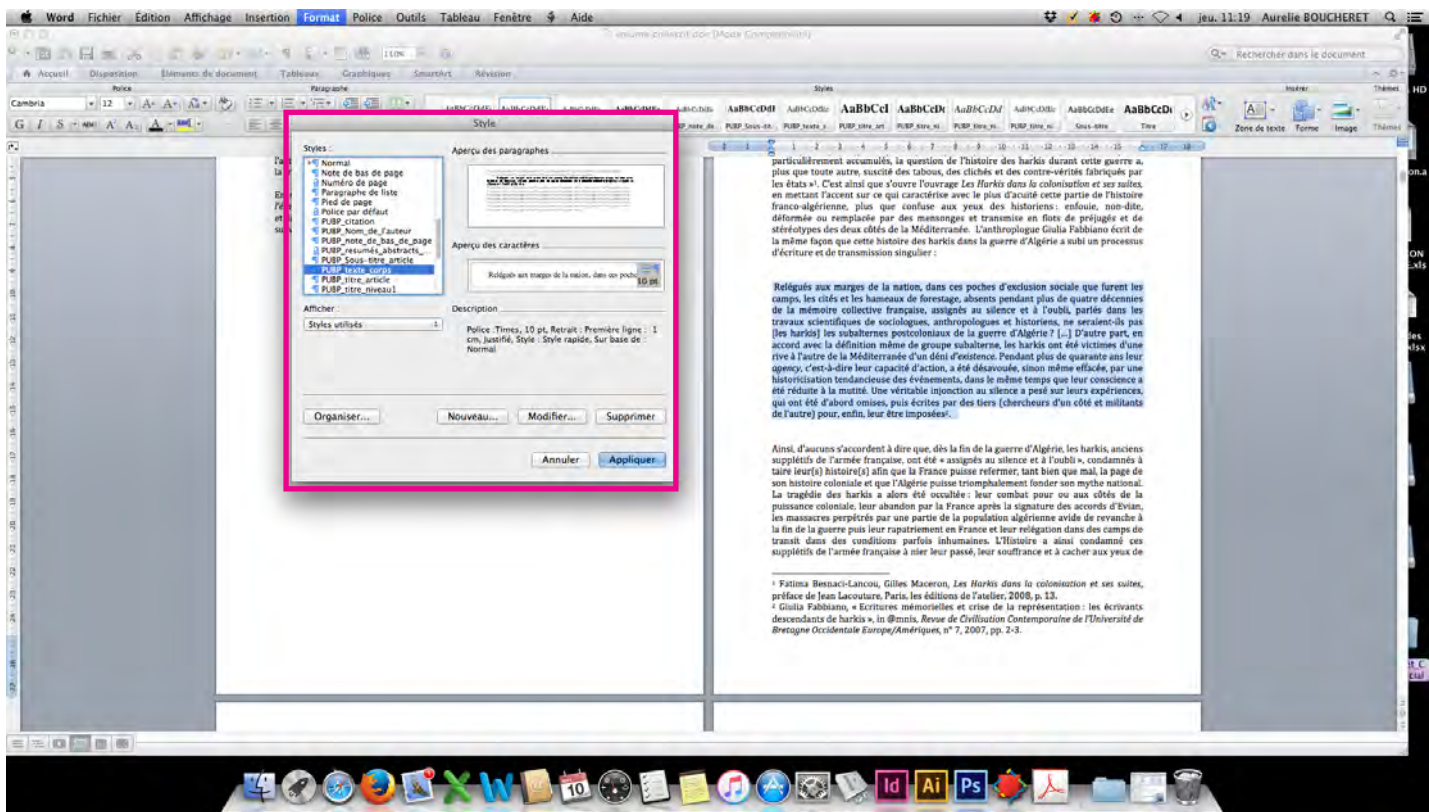 Word Fichier Édition Affichage Insertion Format Police Outils Tableau Fenêtre Aide
jeu. 11:19 Aurelie BOUCHERET
110%
Rechercher dans le document
Accueil Disposition Éléments de document Tableaux Graphiques SmartArt Révision
Police Paragraphe Styles Insérer Thèmes
HD
Cambria 12
G I S
Zone de texte Forme Image Thèmes
Style
Styles :
Normal
Note de bas de page
Numéro de page
Paragraphe de liste
Pied de page
Police par défaut
PUBP_citation
PUBP_Nom_de_l'auteur
PUBP_note_de_bas_de_page
PUBP_resumés_abstracts_...
PUBP_Sous-titre_article
PUBP_texte_corps
PUBP_titre_article
PUBP_titre_niveau1
Afficher :
Styles utilisés
Aperçu des paragraphes
Aperçu des caractères
Relégués aux marges de la nation, dans ces poche
10 pt
Description
Police :Times, 10 pt, Retrait : Première ligne : 1
cm, Justifié, Style : Style rapide, Sur base de :
Normal
Organiser... Nouveau... Modifier... Supprimer
Annuler Appliquer
particulièrement accumulés, la question de l'histoire des harkis durant cette guerre a,
plus que toute autre, suscité des tabous, des clichés et des contre-vérités fabriqués par
les états »1. C'est ainsi que s'ouvre l'ouvrage Les Harkis dans la colonisation et ses suites,
en mettant l'accent sur ce qui caractérise avec le plus d'acuité cette partie de l'histoire
franco-algérienne, plus que confuse aux yeux des historiens : enfouie, non-dite,
déformée ou remplacée par des mensonges et transmise en flots de préjugés et de
stéréotypes des deux côtés de la Méditerranée. L'anthroplogue Giulia Fabbiano écrit de
la même façon que cette histoire des harkis dans la guerre d'Algérie a subi un processus
d'écriture et de transmission singulier :
Relégués aux marges de la nation, dans ces poches d'exclusion sociale que furent les
camps, les cités et les hameaux de forestage, absents pendant plus de quatre décennies
de la mémoire collective française, assignés au silence et à l'oubli, parlés dans les
travaux scientifiques de sociologues, anthropologues et historiens, ne seraient-ils pas
[les harkis] les subalternes postcoloniaux de la guerre d'Algérie ? [...] D'autre part, en
accord avec la définition même de groupe subalterne, les harkis ont été victimes d'une
rive à l'autre de la Méditerranée d'un déni d'existence. Pendant plus de quarante ans leur
agency, c'est-à-dire leur capacité d'action, a été désavouée, sinon même effacée, par une
historicisation tendancieuse des événements, dans le même temps que leur conscience a
été réduite à la mutité. Une véritable injonction au silence a pesé sur leurs expériences,
qui ont été d'abord omises, puis écrites par des tiers (chercheurs d'un côté et militants
de l'autre) pour, enfin, leur être imposées2.
Ainsi, d'aucuns s'accordent à dire que, dès la fin de la guerre d'Algérie, les harkis, anciens
supplétifs de l'armée française, ont été « assignés au silence et à l'oubli », condamnés à
taire leur(s) histoire(s) afin que la France puisse refermer, tant bien que mal, la page de
son histoire coloniale et que l'Algérie puisse triomphalement fonder son mythe national.
La tragédie des harkis a alors été occultée : leur combat pour ou aux côtés de la
puissance coloniale, leur abandon par la France après la signature des accords d'Evian,
les massacres perpétrés par une partie de la population algérienne avide de revanche à
la fin de la guerre puis leur rapatriement en France et leur relégation dans des camps de
transit dans des conditions parfois inhumaines. L'Histoire a ainsi condamné ces
supplétifs de l'armée française à nier leur passé, leur souffrance et à cacher aux yeux de
1 Fatima Besnaci-Lancou, Gilles Maceron, Les Harkis dans la colonisation et ses suites,
préface de Jean Lacouture, Paris, les éditions de l'atelier, 2008, p. 13.
2 Giulia Fabbiano, « Ecritures mémorielles et crise de la représentation : les écrivants
descendants de harkis », in @mnis, Revue de Civilisation Contemporaine de l'Université de
Bretagne Occidentale Europe/Amériques, n° 7, 2007, pp. 2-3.
10
Id Ai Ps